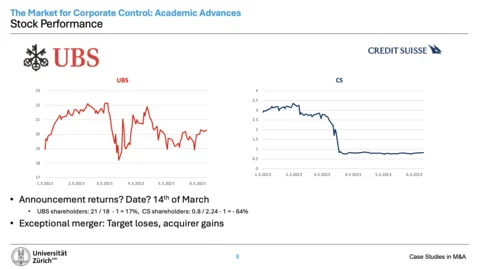 The Market for Corporate Control: Academic Advances
Stock Performance
UBS
CREDIT SUISSE
UBS
CS
23
22
21
20
19
18
17
1.3.2023 2.3.2023 3.3.2023 4.3.2023 5.3.2023 6.3.2023
4
3.5
3
2.5
2
1.5
1
0.5
0
1.3.2023 2.3.2023 3.3.2023 4.3.2023 5.3.2023 6.3.2023
• Announcement returns? Date? 14th of March
• UBS shareholders: 21 / 18 - 1 = 17%, CS shareholders: 0.8 / 2.24 - 1 = - 64%
• Exceptional merger: Target loses, acquirer gains
Universität
Zürich UZH
6
Case Studies in M&A